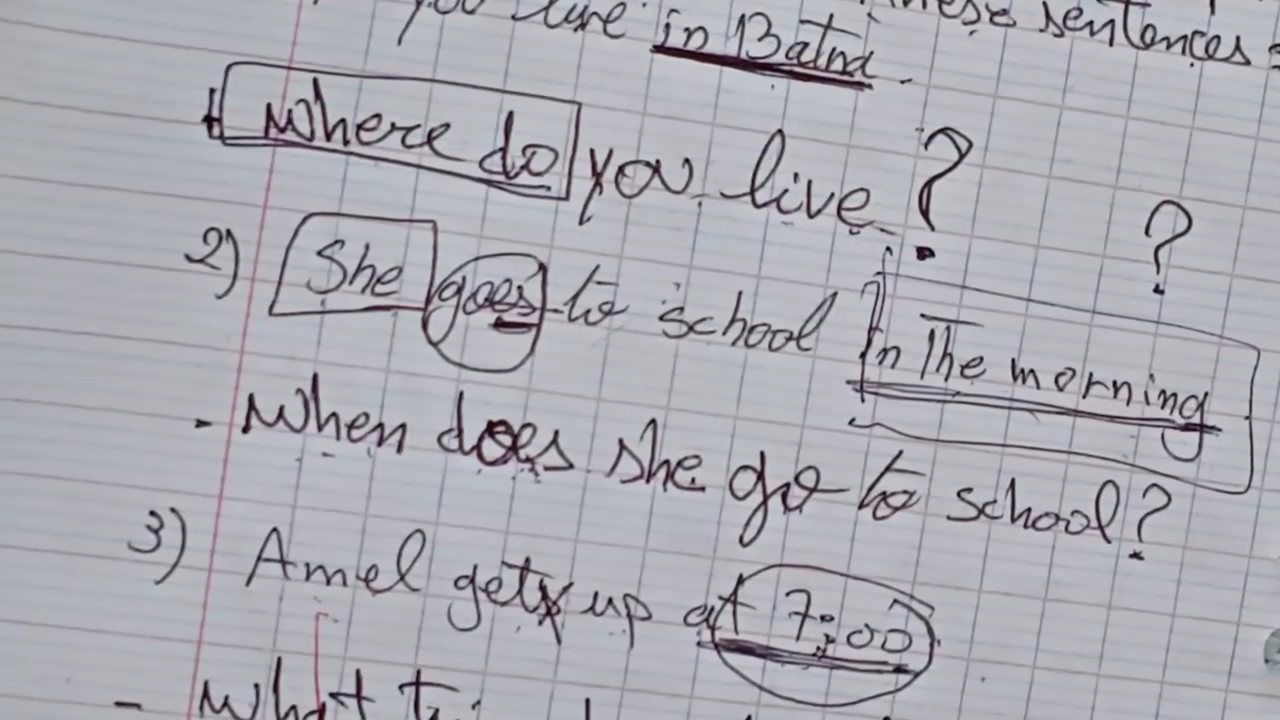 you live in Batna.
these sentences :
Where do you live ?
2) She goes to school In The morning ?
- When does she go to school ?
3) Amel gets up at 7:00
- What